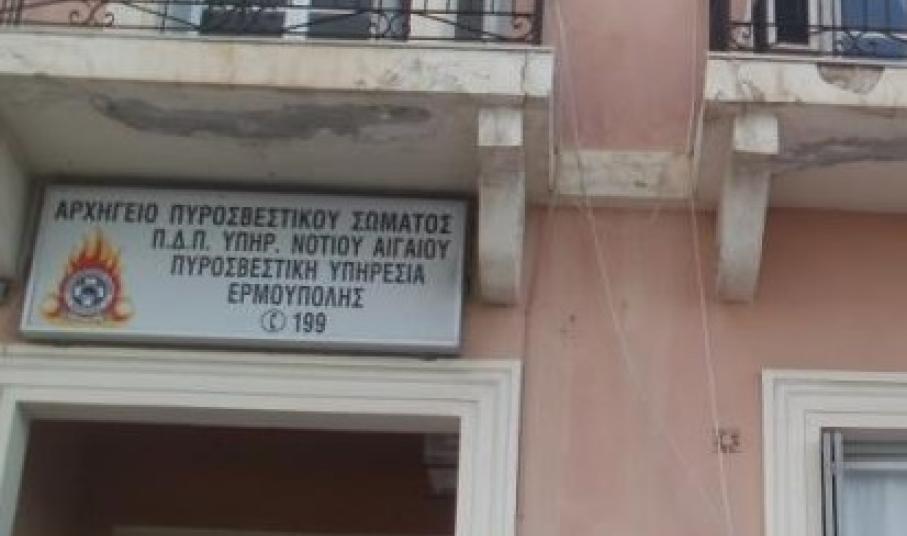 ΑΡΧΗΓΕΙΟ ΠΥΡΟΣΒΕΣΤΙΚΟΥ ΣΩΜΑΤΟΣ
Π.Δ.Π. ΥΠΗΡ. ΝΟΤΙΟΥ ΑΙΓΑΙΟΥ
ΠΥΡΟΣΒΕΣΤΙΚΗ ΥΠΗΡΕΣΙΑ
ΕΡΜΟΥΠΟΛΗΣ
✆ 199